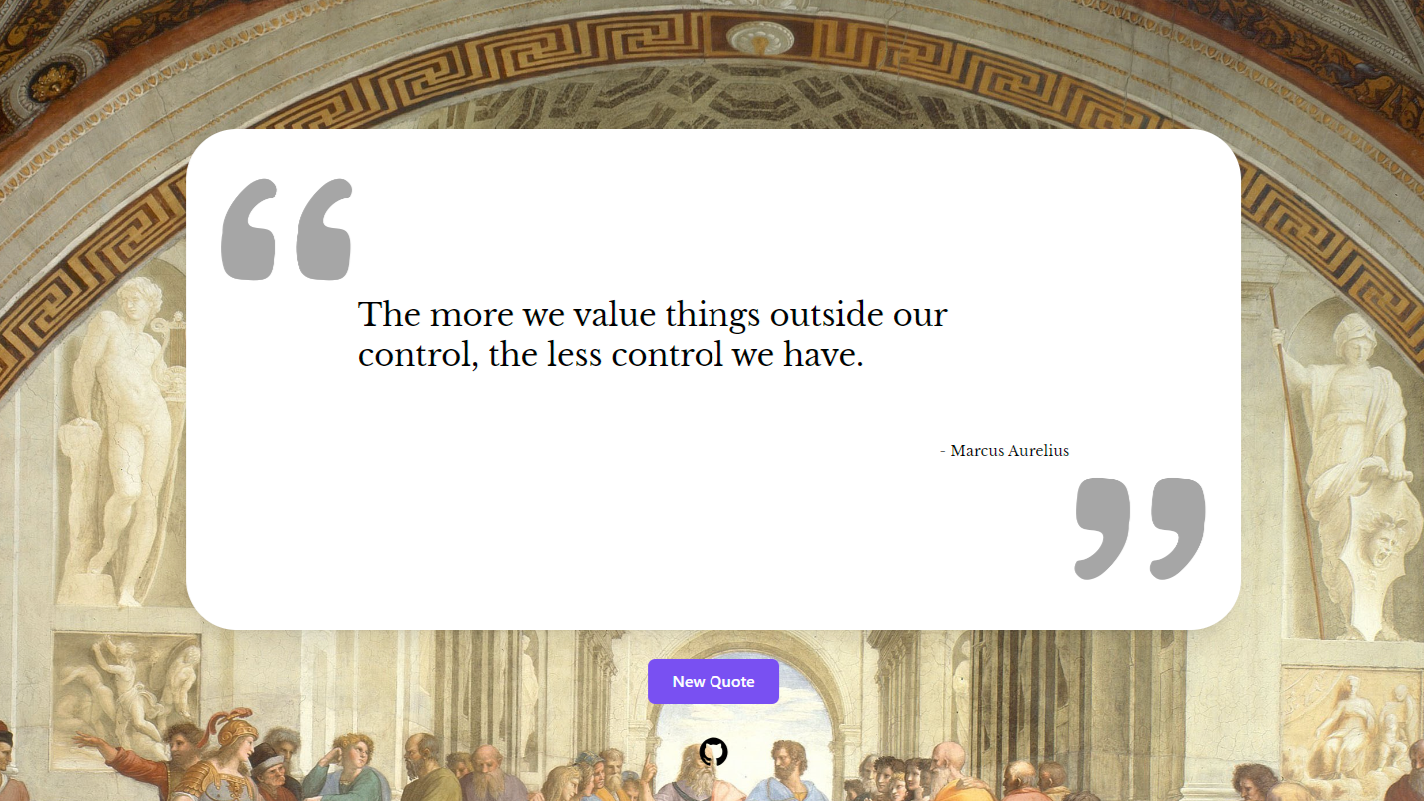 The more we value things outside our
control, the less control we have.
- Marcus Aurelius
New Quote